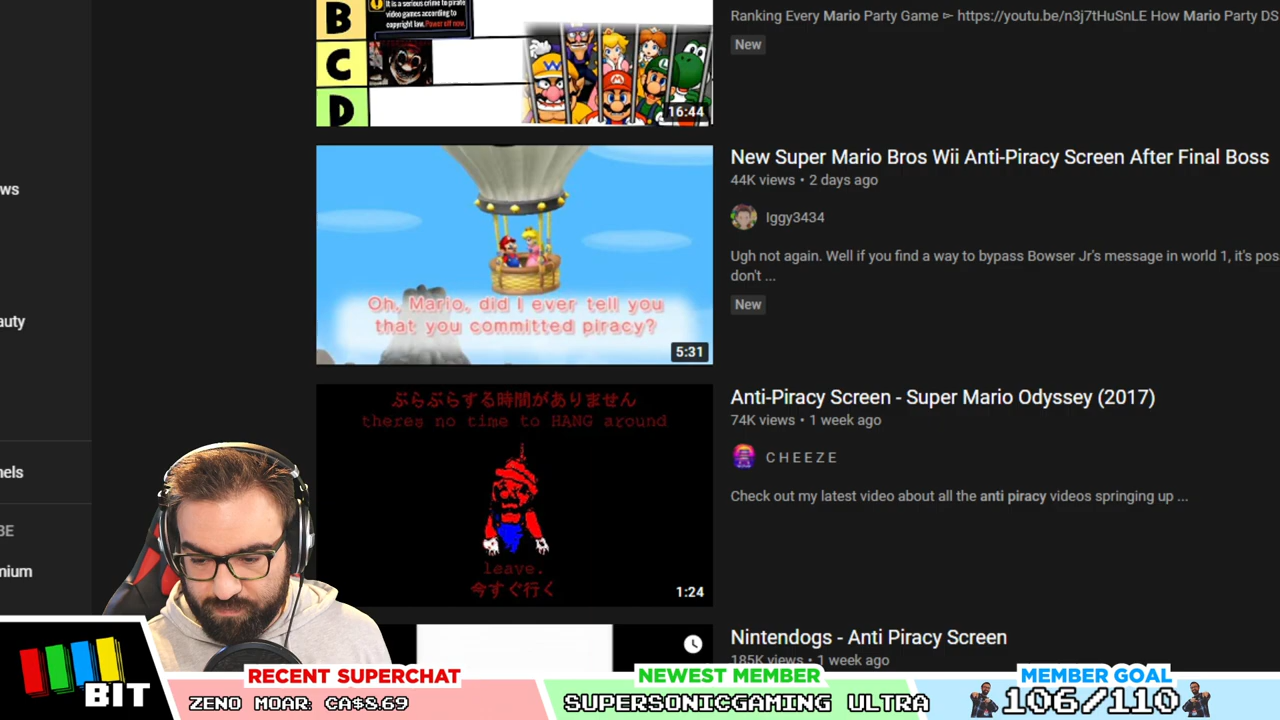 B
It is a serious crime to pirate
video games according to
copyright law. Power off now.
C
D
16:44
Ranking Every Mario Party Game ➣ https://youtu.be/n3j7tHuSnLE How Mario Party DS
New
ws
auty
nels
BE
mium
Oh, Mario, did I ever tell you
that you committed piracy?
5:31
New Super Mario Bros Wii Anti-Piracy Screen After Final Boss
44K views • 2 days ago
Iggy3434
Ugh not again. Well if you find a way to bypass Bowser Jr's message in world 1, it's pos
don't ...
New
ぶらぶらする時間がありません
theres no time to HANG around
leave.
今すぐ行く
1:24
Anti-Piracy Screen - Super Mario Odyssey (2017)
74K views • 1 week ago
C H E E Z E
Check out my latest video about all the anti piracy videos springing up ...
Nintendogs - Anti Piracy Screen
185K views • 1 week ago
BIT
RECENT SUPERCHAT
ZENO MOAR: CA$8.69
NEWEST MEMBER
SUPERSONICGAMING ULTRA
MEMBER GOAL
106/110